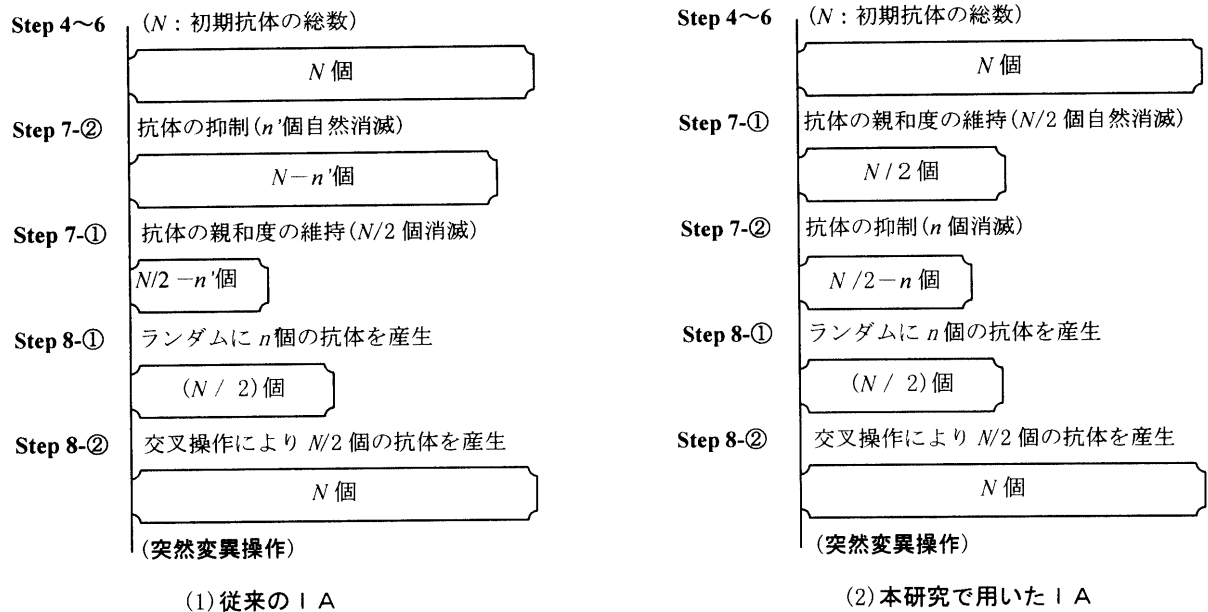 Step 4～6 (N：初期抗体の総数)
N 個
Step 7-② 抗体の抑制(n'個自然消滅)
N－n'個
Step 7-① 抗体の親和度の維持(N/2 個消滅)
N/2－n'個
Step 8-① ランダムに n'個の抗体を産生
(N / 2)個
Step 8-② 交叉操作により N/2 個の抗体を産生
N 個
(突然変異操作)
(1)従来のＩＡ
Step 4～6 (N：初期抗体の総数)
N 個
Step 7-① 抗体の親和度の維持(N/2 個自然消滅)
N / 2 個
Step 7-② 抗体の抑制(n 個消滅)
N /2－n 個
Step 8-① ランダムに n 個の抗体を産生
(N / 2)個
Step 8-② 交叉操作により N/2 個の抗体を産生
N 個
(突然変異操作)
(2)本研究で用いたＩＡ